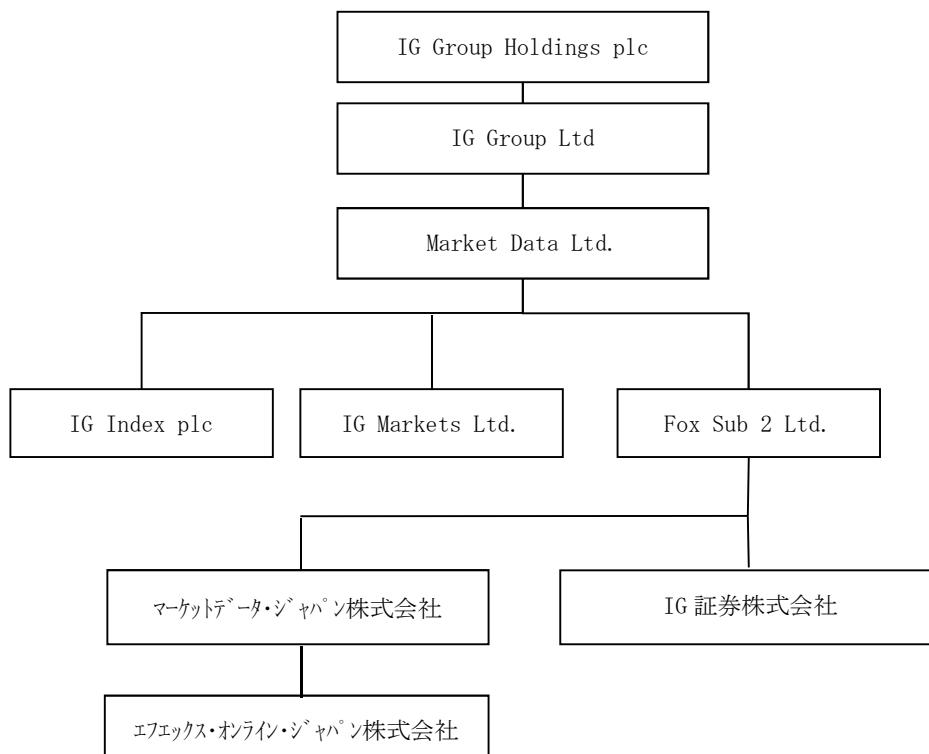 IG Group Holdings plc
IG Group Ltd
Market Data Ltd.
IG Index plc
IG Markets Ltd.
Fox Sub 2 Ltd.
マーケットデータ・ジャパン株式会社
IG 証券株式会社
エフエックス・オンライン・ジャパン株式会社